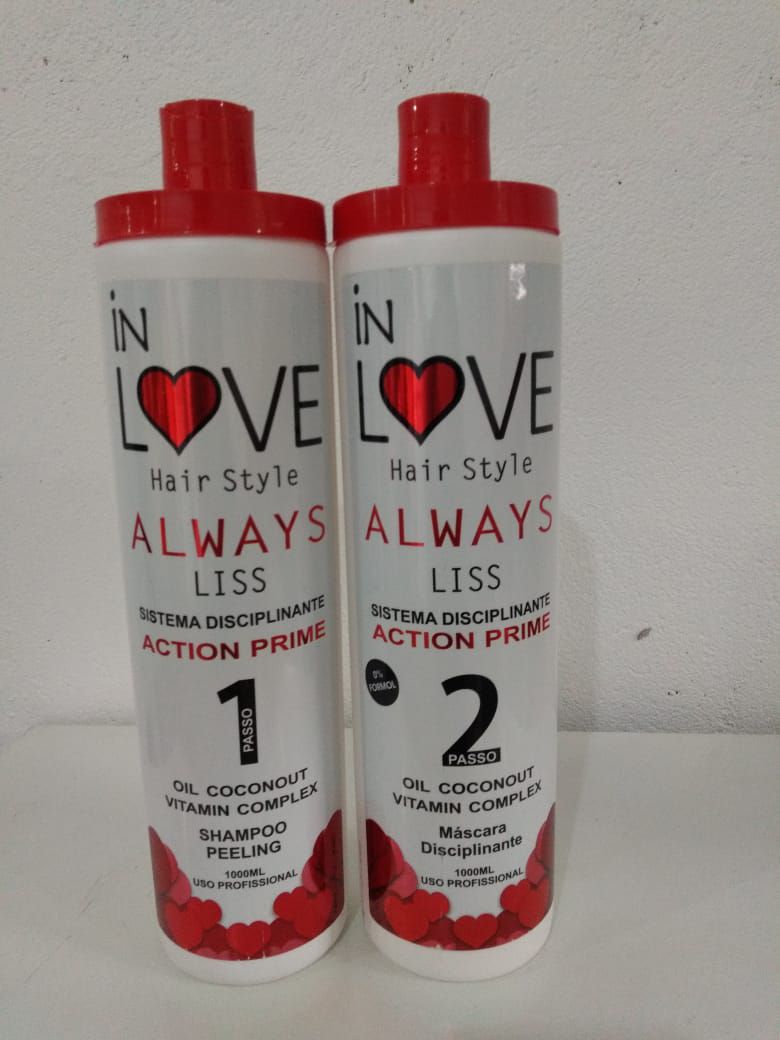 iN
LOVE
Hair Style
ALWAYS
LISS
SISTEMA DISCIPLINANTE
ACTION PRIME
1
PASSO
OIL COCONOUT
VITAMIN COMPLEX
SHAMPOO
PEELING
1000ML
USO PROFISSIONAL
iN
LOVE
Hair Style
ALWAYS
LISS
SISTEMA DISCIPLINANTE
ACTION PRIME
0%
FORMOL
2
PASSO
OIL COCONOUT
VITAMIN COMPLEX
Máscara
Disciplinante
1000ML
USO PROFISSIONAL